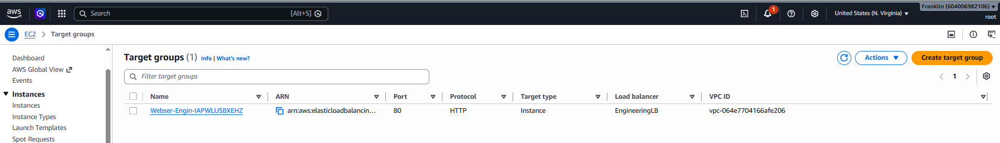 aws Search [Alt+S] 1 United States (N. Virginia) Franklin (604006982106)
root
EC2 Target groups
Dashboard
AWS Global View
Events
Instances
Instances
Instance Types
Launch Templates
Spot Requests
Target groups (1) Info | What's new? Actions Create target group
Filter target groups 1
Name ARN Port Protocol Target type Load balancer VPC ID
Webser-Engin-IAPWLUSBXEHZ arn:aws:elasticloadbalancin... 80 HTTP Instance EngineeringLB vpc-064e7704166afe206